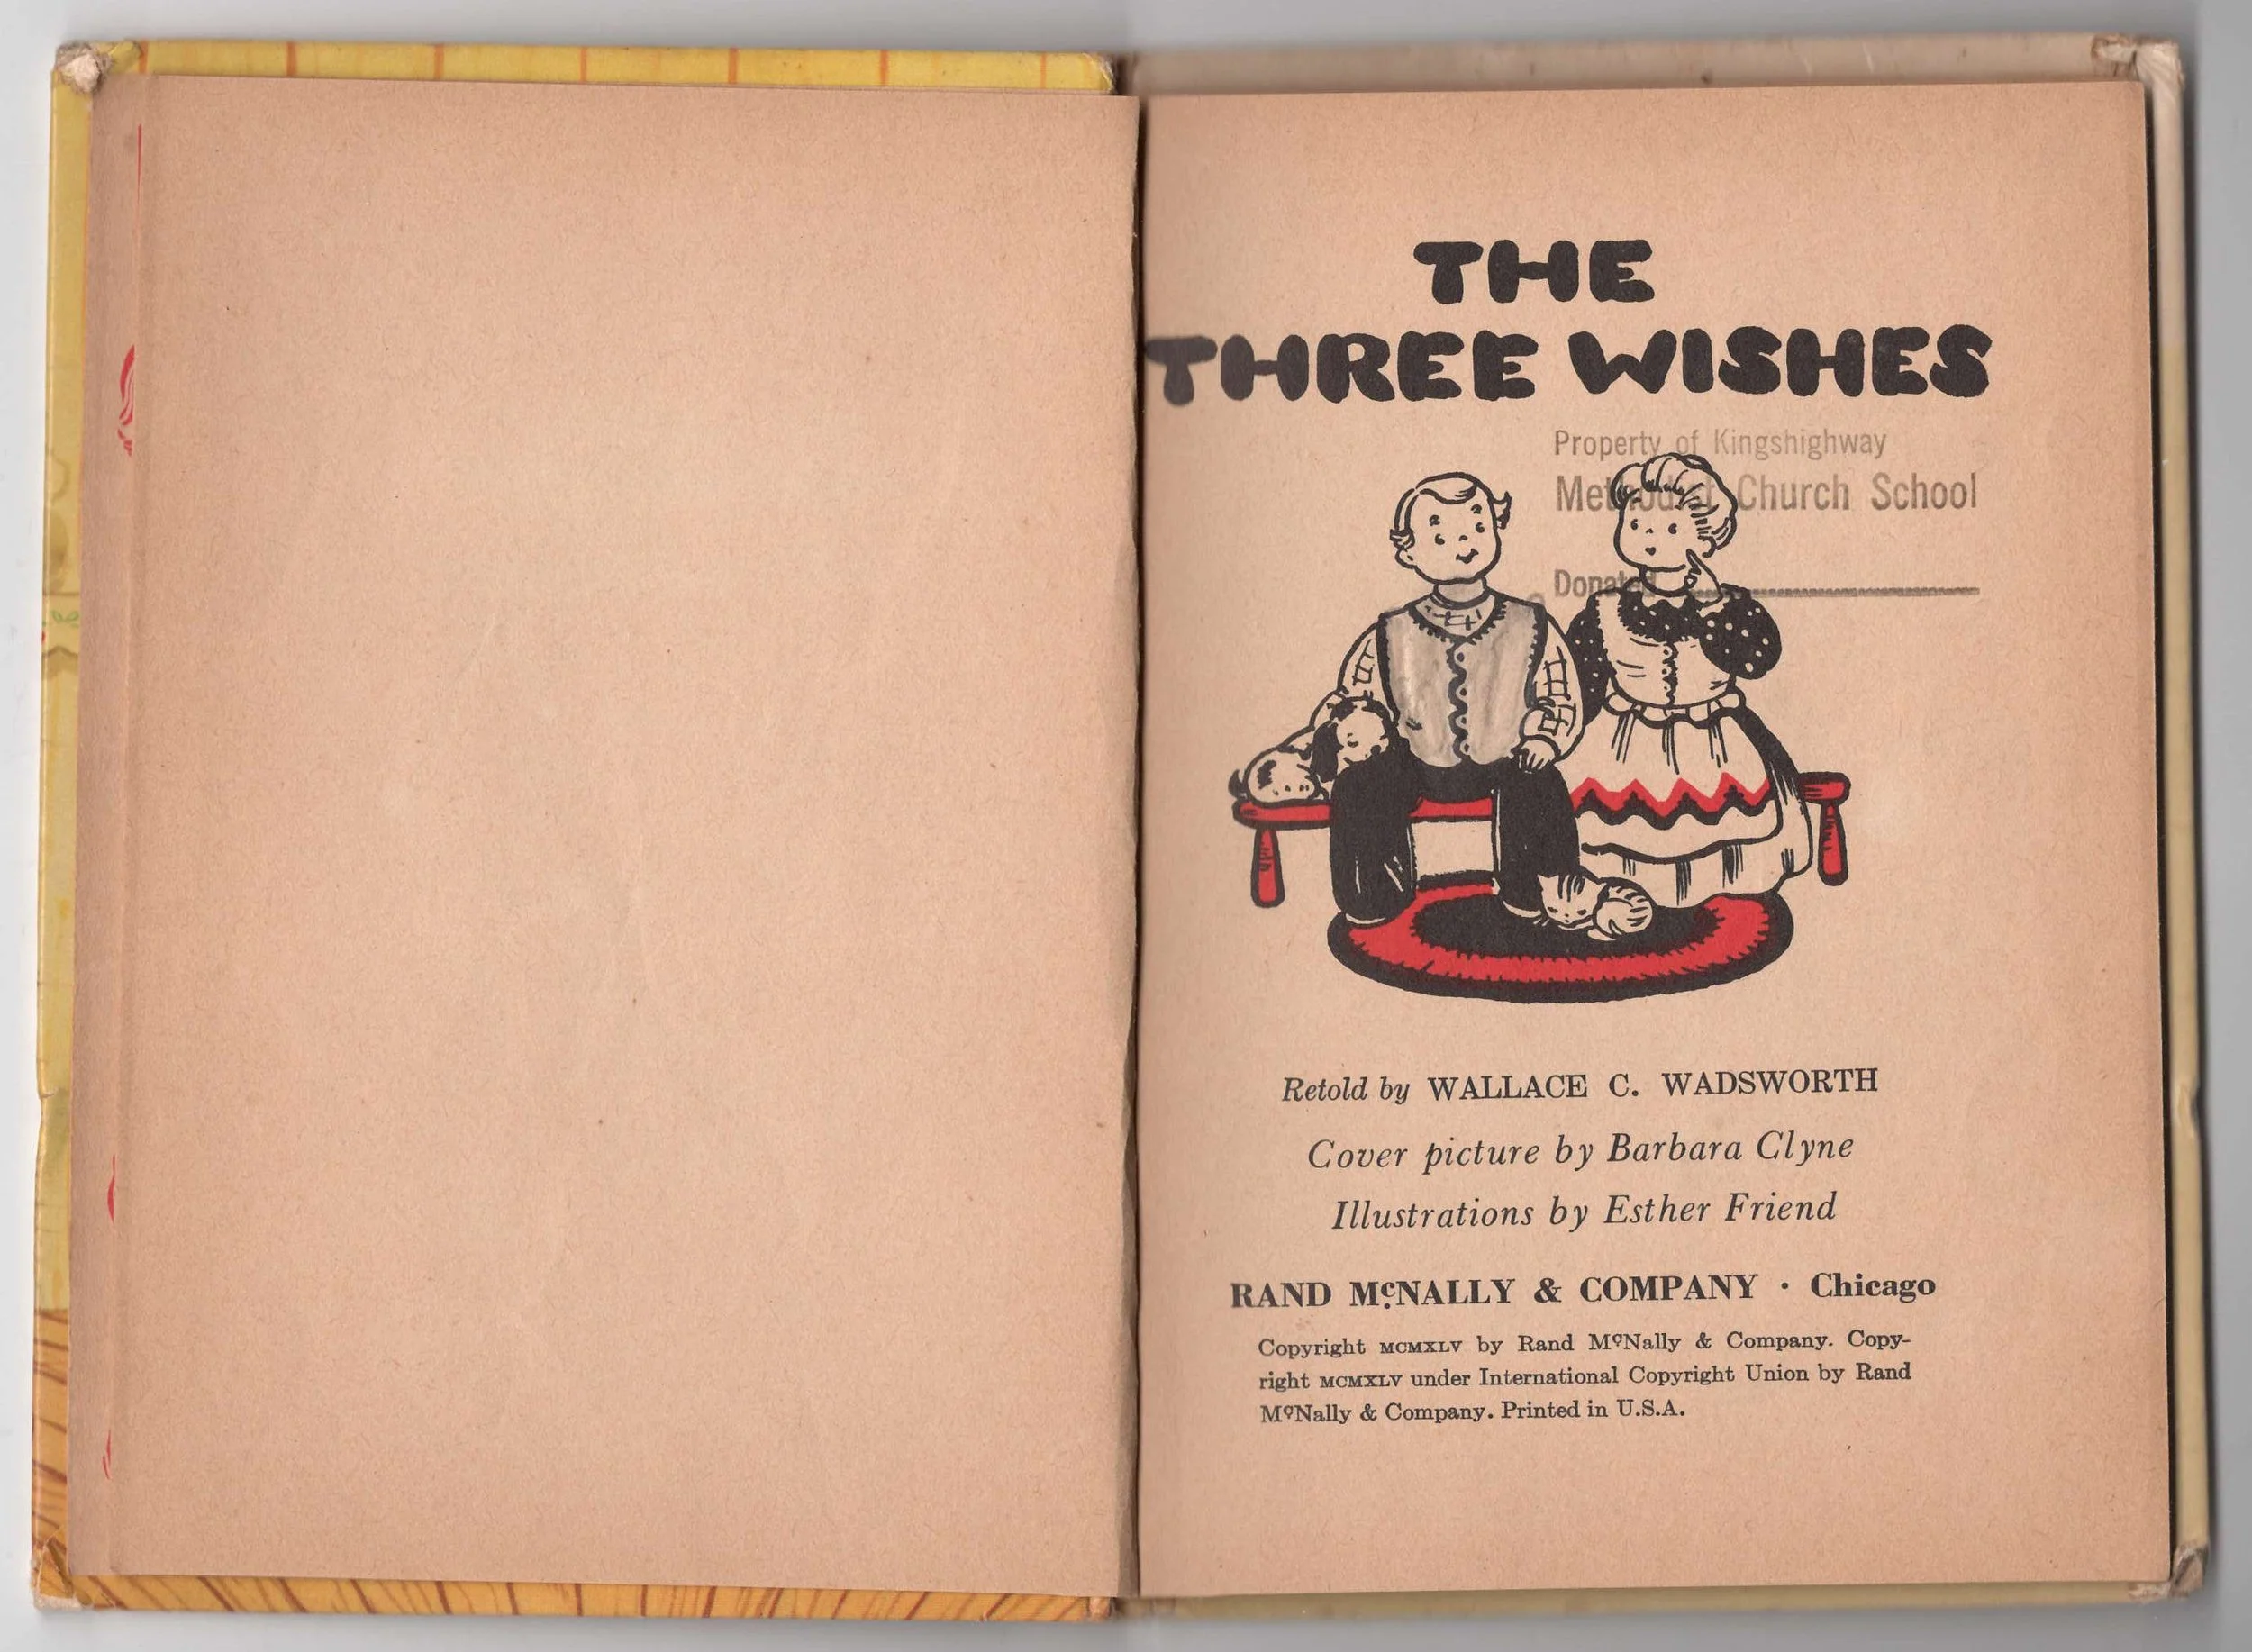 THE
THREE WISHES
Property of Kingshighway
Methodist Church School
Donated
Retold by WALLACE C. WADSWORTH
Cover picture by Barbara Clyne
Illustrations by Esther Friend
RAND McNALLY & COMPANY · Chicago
Copyright MCMXLV by Rand McNally & Company. Copy-
right MCMXLV under International Copyright Union by Rand
McNally & Company. Printed in U.S.A.